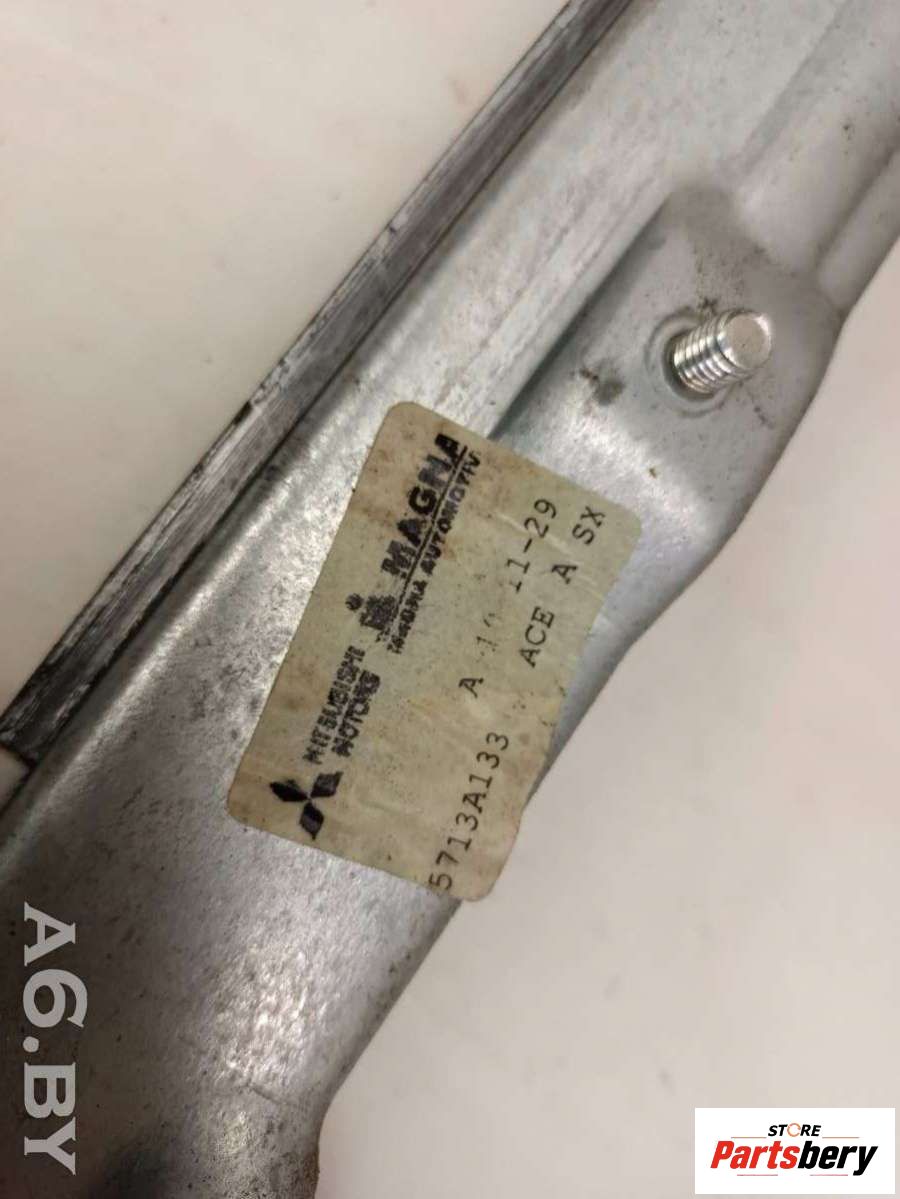 MITSUBISHI
MOTORS
MAGNA
MAGNA AUTOMOTIV
A 11-29
5713A133 ACE A SX
A6.BY
STORE
Partsbery